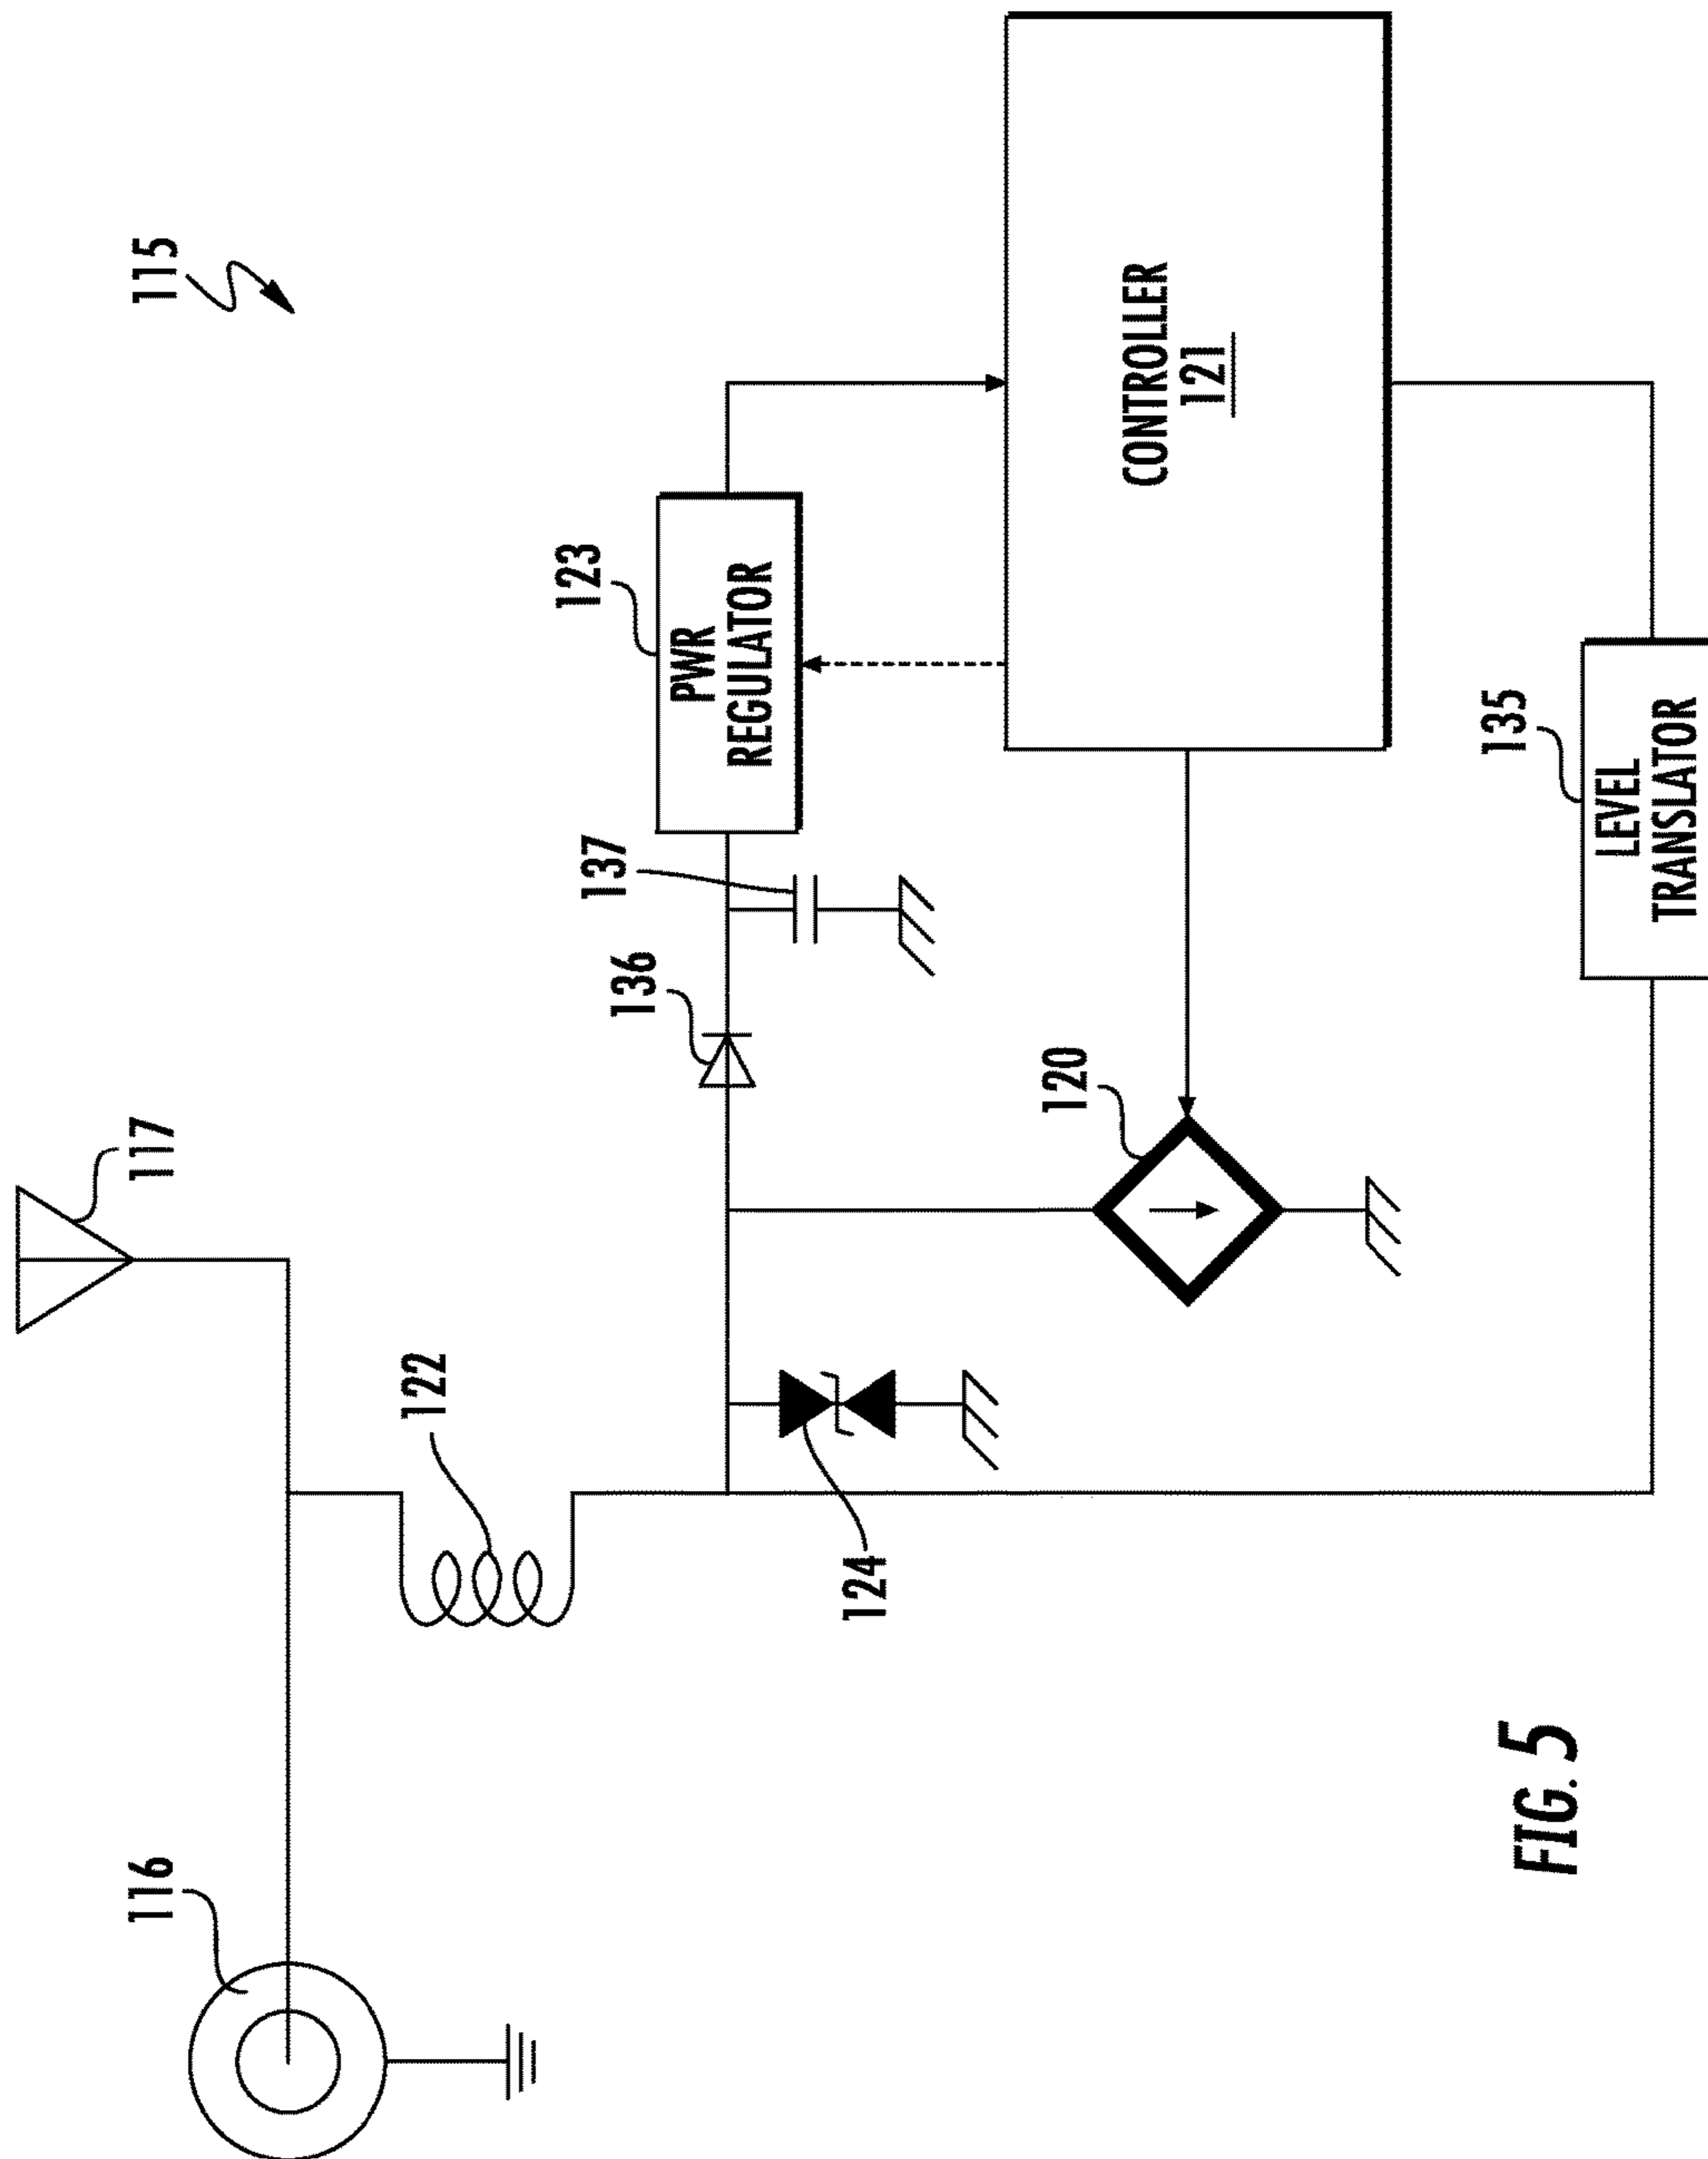 115
117
116
122
123
PWR
REGULATOR
136
137
124
120
CONTROLLER
121
135
LEVEL
TRANSLATOR
FIG. 5